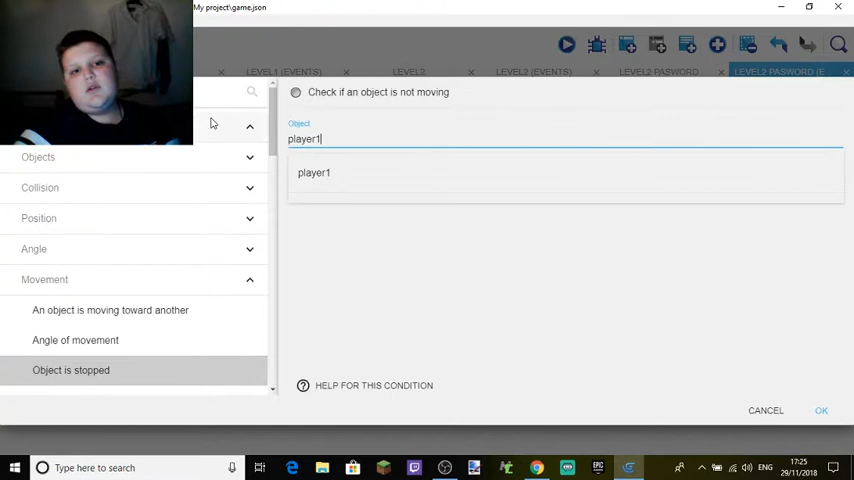 My project\game.json
LEVEL1 (EVENTS)
LEVEL2
LEVEL2 (EVENTS)
LEVEL2 PASWORD
LEVEL2 PASWORD (E
Check if an object is not moving
Object
player1
player1
Objects
Collision
Position
Angle
Movement
An object is moving toward another
Angle of movement
Object is stopped
HELP FOR THIS CONDITION
CANCEL
OK
Type here to search
EPIC
ENG
17:25
29/11/2018